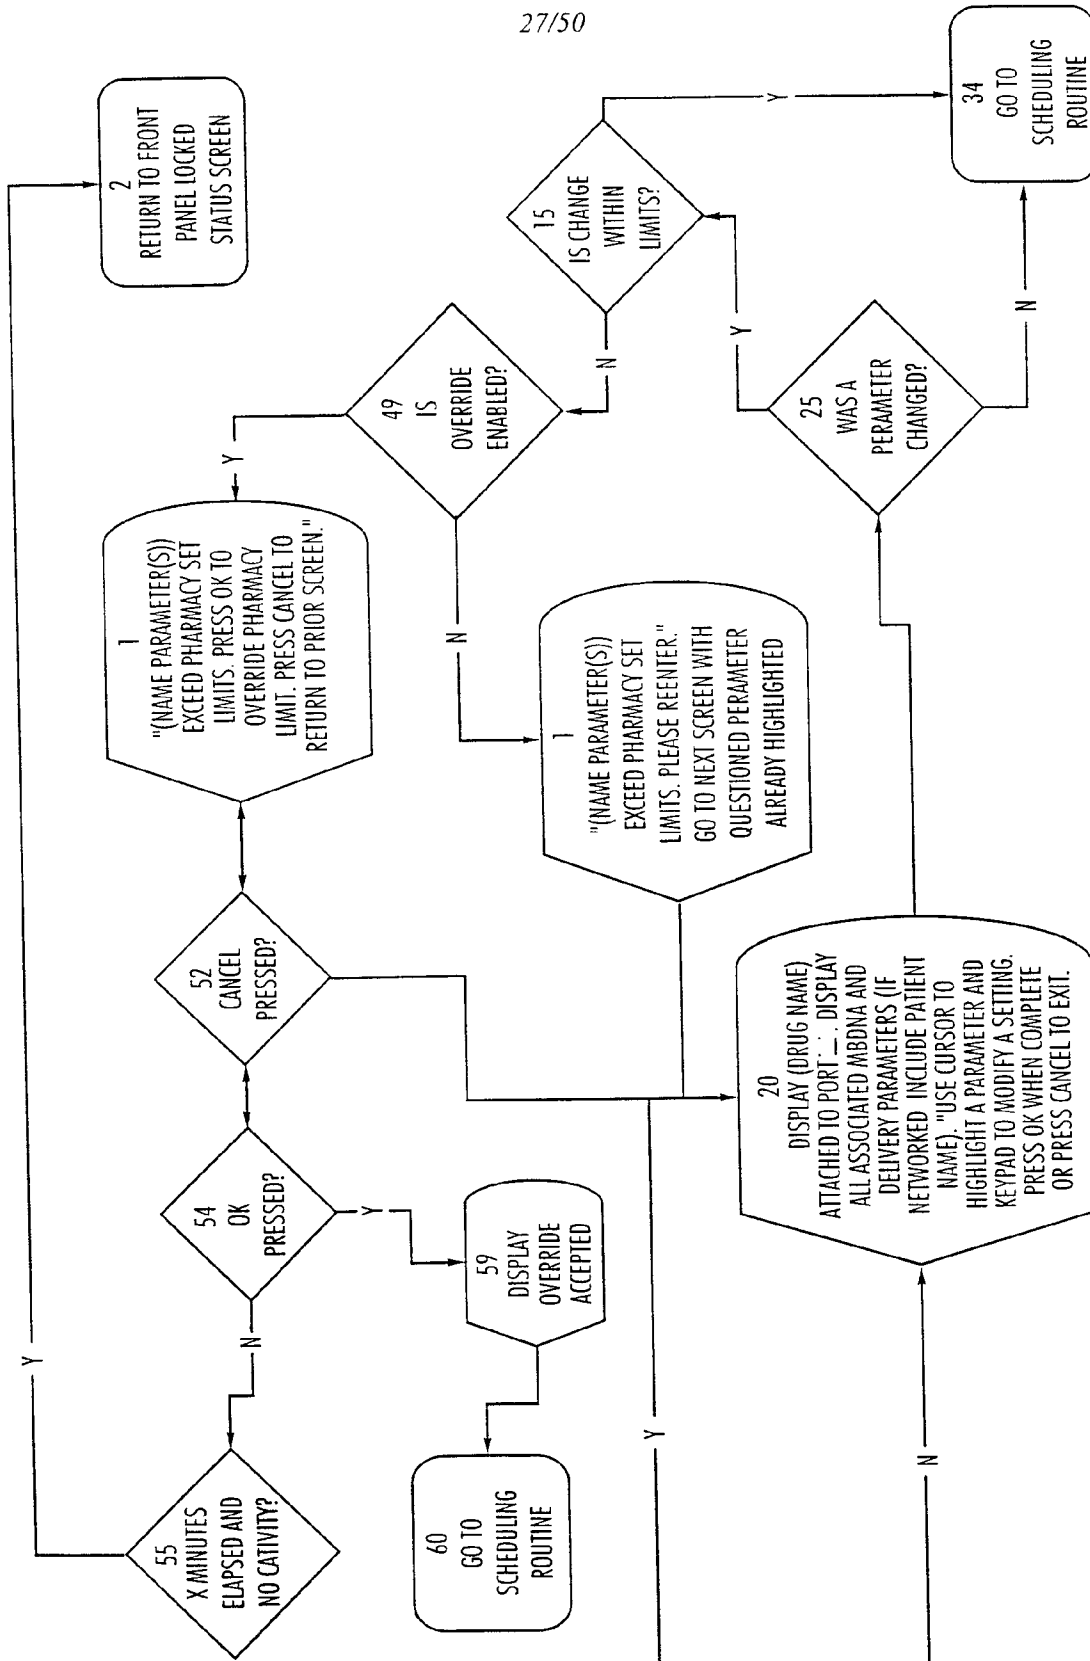 27/50
2
RETURN TO FRONT
PANEL LOCKED
STATUS SCREEN
Y
34
GO TO
SCHEDULING
ROUTINE
Y
15
IS CHANGE
WITHIN
LIMITS?
N
Y
N
25
WAS A
PERAMETER
CHANGED?
49
IS
OVERRIDE
ENABLED?
Y
N
1
"(NAME PARAMETER(S))
EXCEED PHARMACY SET
LIMITS. PRESS OK TO
OVERRIDE PHARMACY
LIMIT. PRESS CANCEL TO
RETURN TO PRIOR SCREEN."
1
"(NAME PARAMETER(S))
EXCEED PHARMACY SET
LIMITS. PLEASE REENTER."
GO TO NEXT SCREEN WITH
QUESTIONED PERAMETER
ALREADY HIGHLIGHTED
52
CANCEL
PRESSED?
54
OK
PRESSED?
Y
N
59
DISPLAY
OVERRIDE
ACCEPTED
20
DISPLAY (DRUG NAME)
ATTACHED TO PORT __. DISPLAY
ALL ASSOCIATED MBDNA AND
DELIVERY PARAMETERS (IF
NETWORKED INCLUDE PATIENT
NAME). "USE CURSOR TO
HIGHLIGHT A PARAMETER AND
KEYPAD TO MODIFY A SETTING.
PRESS OK WHEN COMPLETE
OR PRESS CANCEL TO EXIT.
55
X MINUTES
ELAPSED AND
NO CATIVITY?
60
GO TO
SCHEDULING
ROUTINE
Y
N